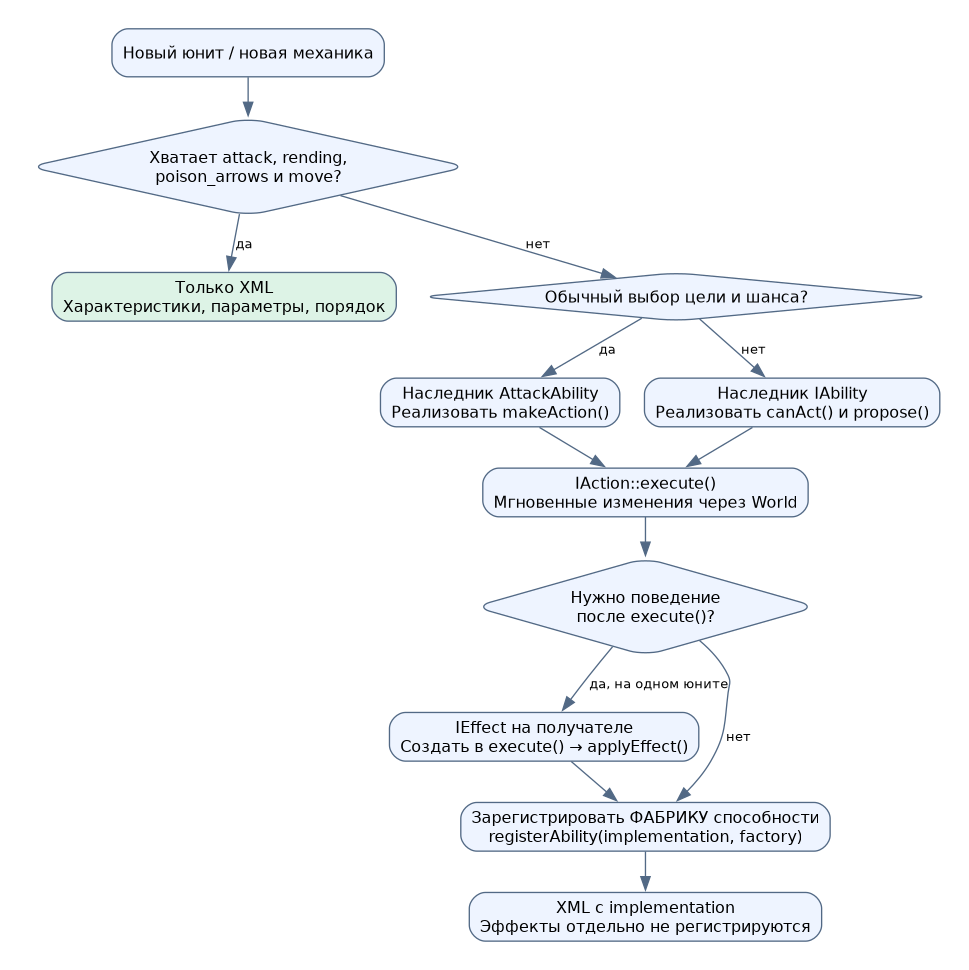 Новый юнит / новая механика
Хватает attack, rending,
poison_arrows и move?
да
нет
Только XML
Характеристики, параметры, порядок
Обычный выбор цели и шанса?
да
нет
Наследник AttackAbility
Реализовать makeAction()
Наследник IAbility
Реализовать canAct() и propose()
IAction::execute()
Мгновенные изменения через World
Нужно поведение
после execute()?
да, на одном юните
нет
IEffect на получателе
Создать в execute() → applyEffect()
Зарегистрировать ФАБРИКУ способности
registerAbility(implementation, factory)
XML с implementation
Эффекты отдельно не регистрируются